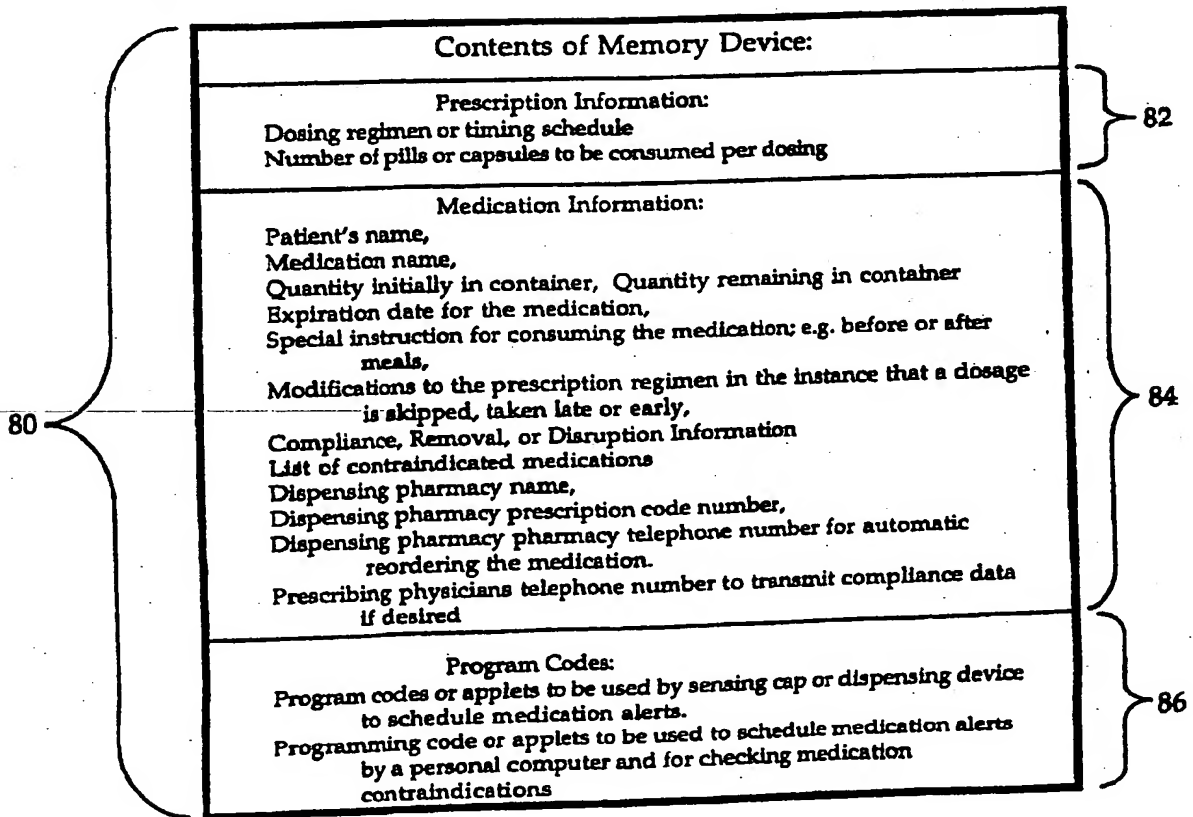 Contents of Memory Device:
Prescription Information:
Dosing regimen or timing schedule
Number of pills or capsules to be consumed per dosing
82
Medication Information:
Patient's name,
Medication name,
Quantity initially in container, Quantity remaining in container
Expiration date for the medication,
Special instruction for consuming the medication; e.g. before or after
meals,
Modifications to the prescription regimen in the instance that a dosage
is skipped, taken late or early,
80
84
Compliance, Removal, or Disruption Information
List of contraindicated medications
Dispensing pharmacy name,
Dispensing pharmacy prescription code number,
Dispensing pharmacy pharmacy telephone number for automatic
reordering the medication.
Prescribing physicians telephone number to transmit compliance data
if desired
Program Codes:
Program codes or applets to be used by sensing cap or dispensing device
to schedule medication alerts.
86
Programming code or applets to be used to schedule medication alerts
by a personal computer and for checking medication
contraindications